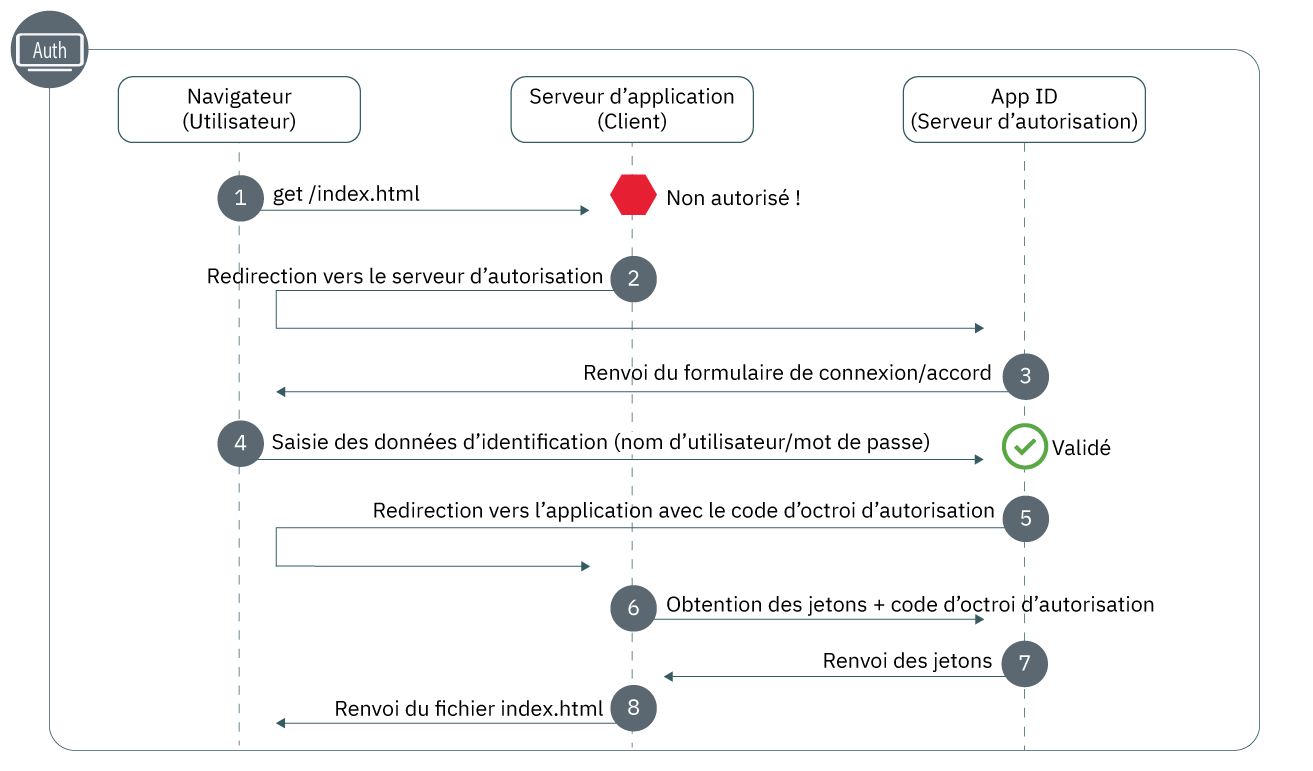 Auth
Navigateur
(Utilisateur)
Serveur d’application
(Client)
App ID
(Serveur d’autorisation)
1
get /index.html
Non autorisé !
Redirection vers le serveur d’autorisation
2
Renvoi du formulaire de connexion/accord
3
4
Saisie des données d’identification (nom d’utilisateur/mot de passe)
Validé
Redirection vers l’application avec le code d’octroi d’autorisation
5
6
Obtention des jetons + code d’octroi d’autorisation
Renvoi des jetons
7
Renvoi du fichier index.html
8